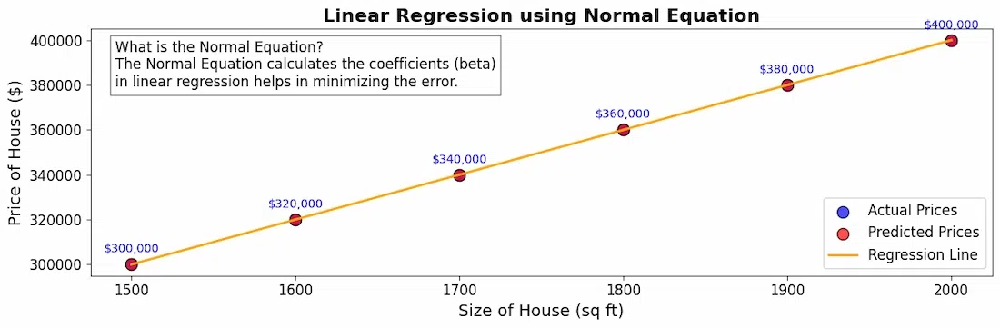 Linear Regression using Normal Equation
What is the Normal Equation?
The Normal Equation calculates the coefficients (beta)
in linear regression helps in minimizing the error.
$300,000
$320,000
$340,000
$360,000
$380,000
$400,000
Price of House ($)
400000
380000
360000
340000
320000
300000
Actual Prices
Predicted Prices
Regression Line
1500 1600 1700 1800 1900 2000
Size of House (sq ft)